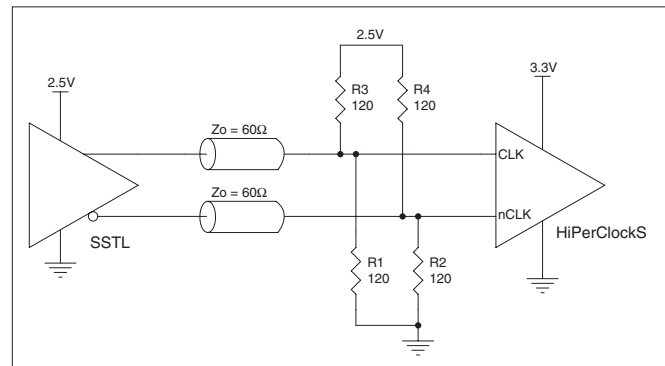 2.5V
2.5V
3.3V
R3
120
R4
120
Zo = 60Ω
CLK
Zo = 60Ω
nCLK
SSTL
HiPerClockS
R1
120
R2
120